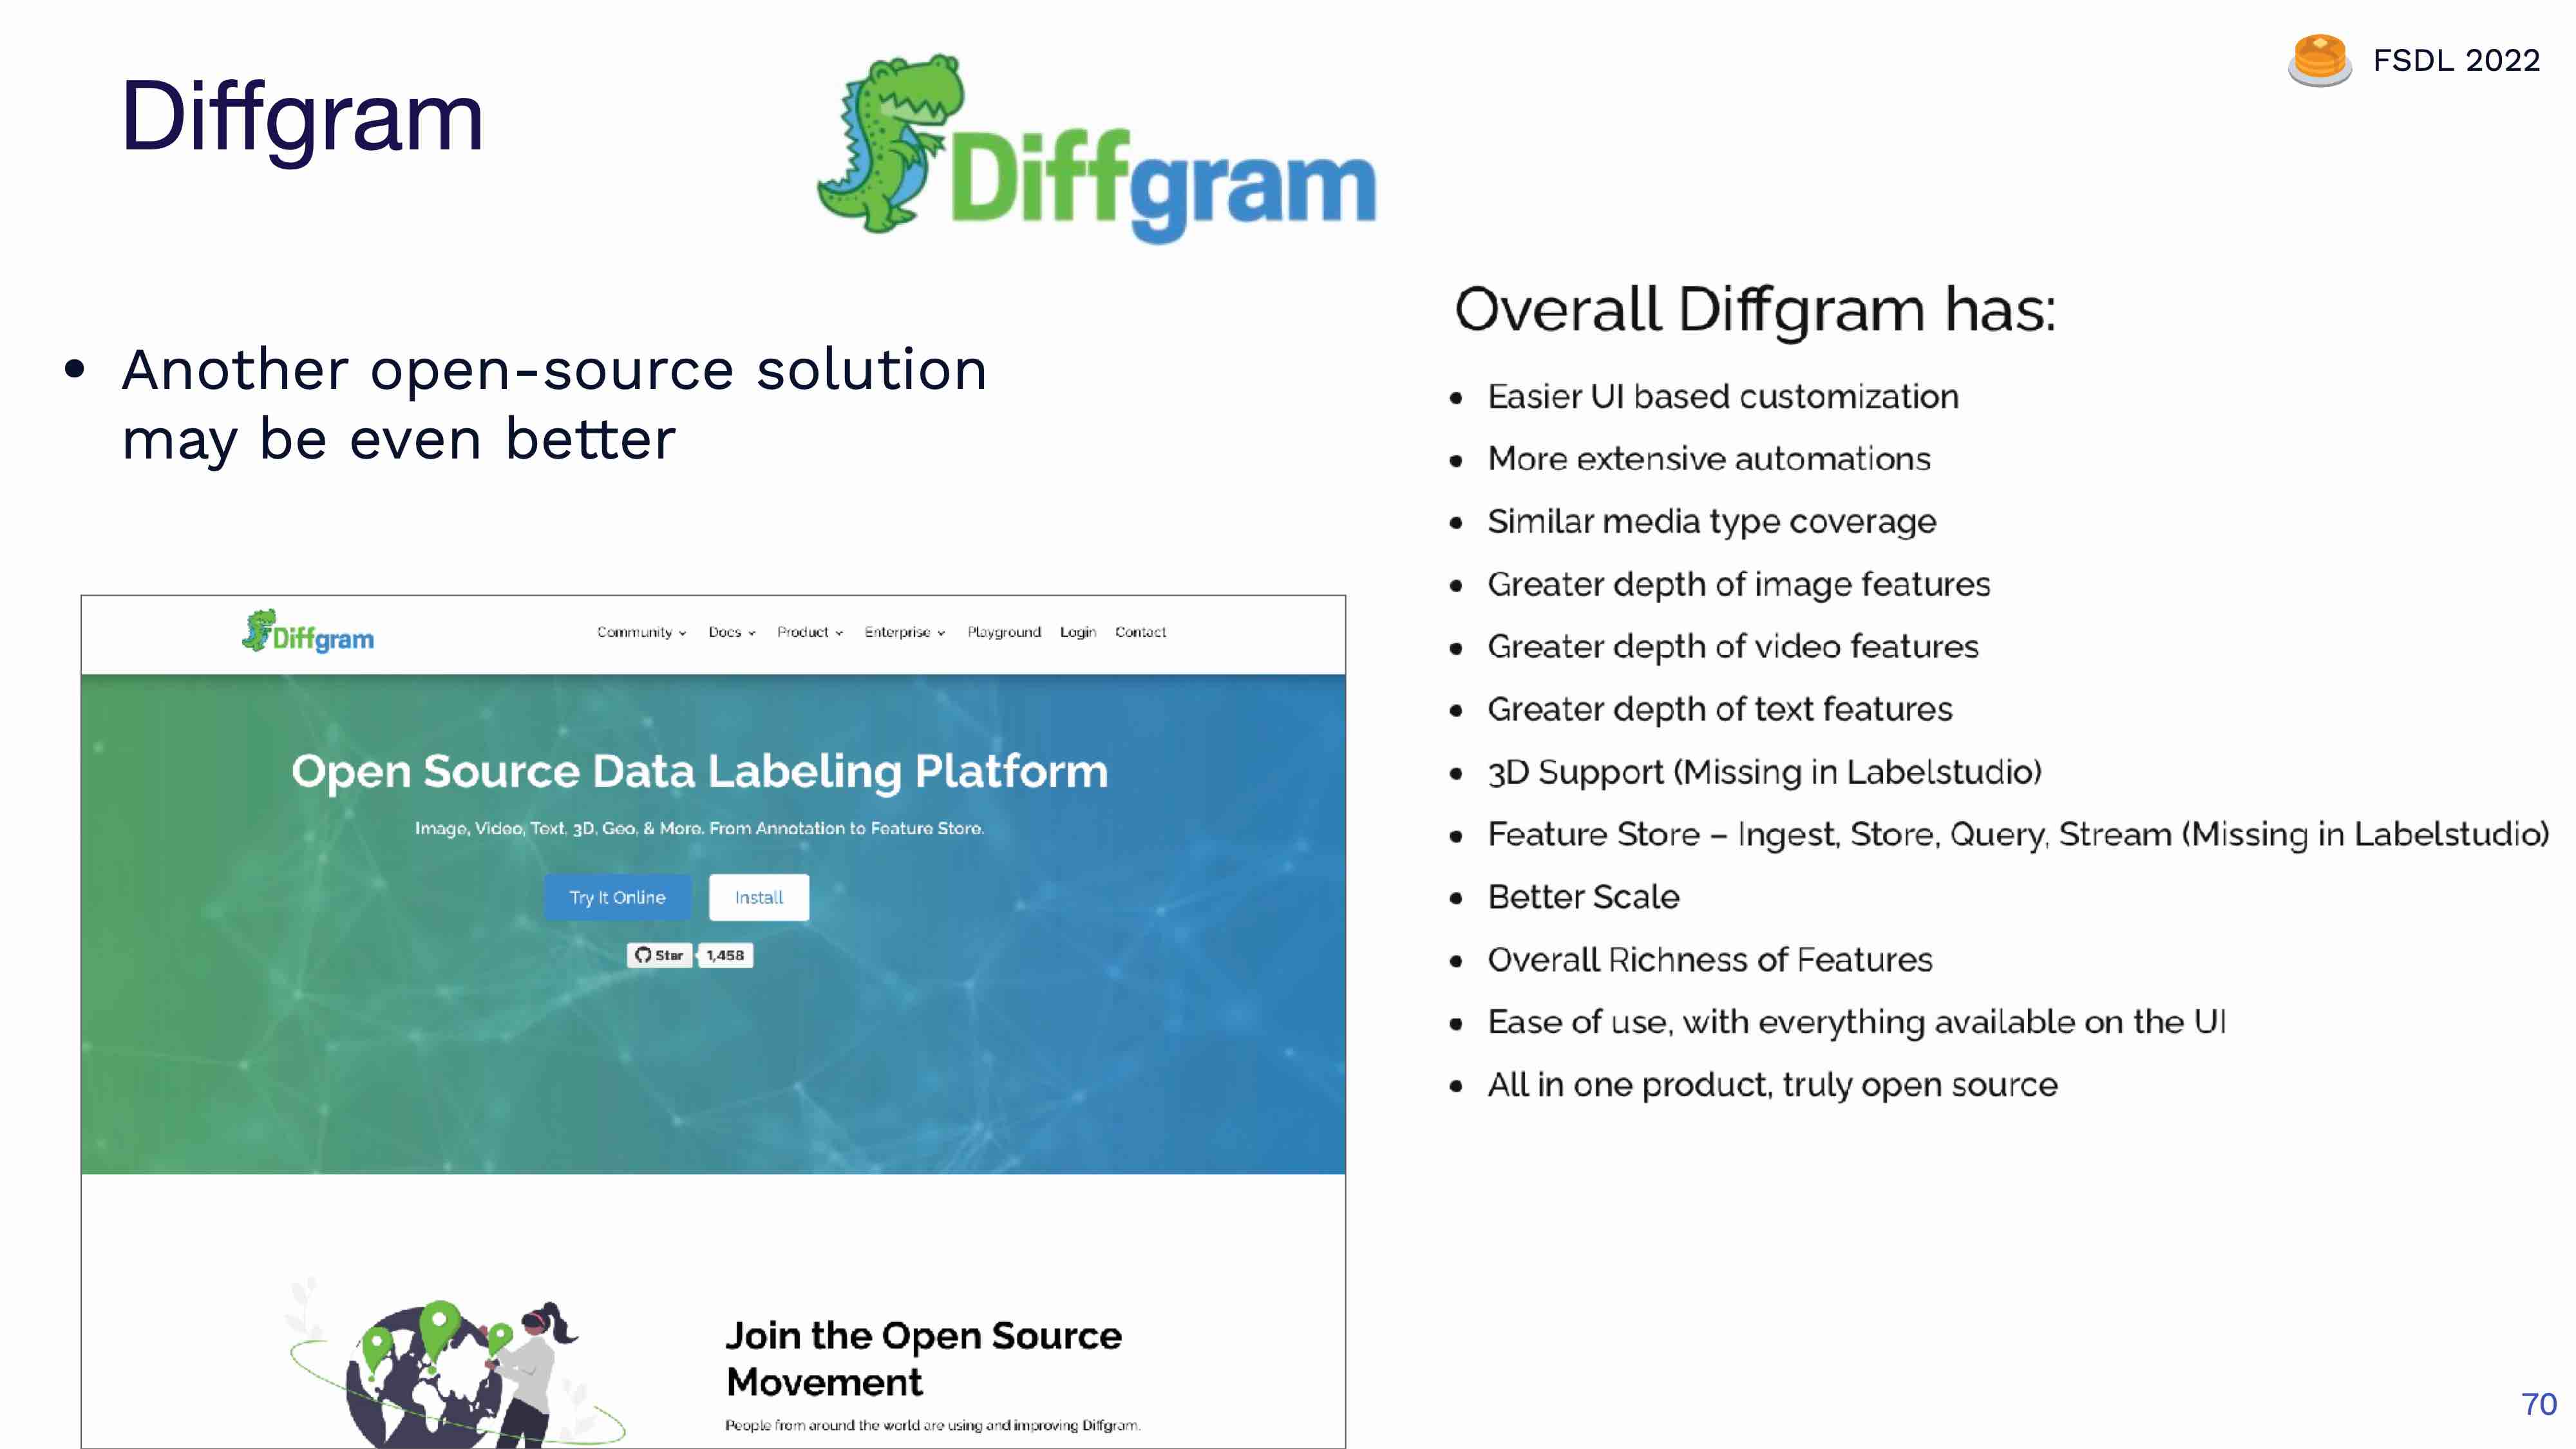 Diffgram
Diffgram
FSDL 2022
• Another open-source solution
may be even better
Diffgram
Community
Docs
Product
Enterprise
Playground
Login
Contact
Open Source Data Labeling Platform
Image, Video, Text, 3D, Geo, & More. From Annotation to Feature Store.
Try It Online
Install
Star
1,458
Join the Open Source
Movement
People from around the world are using and improving Diffgram.
Overall Diffgram has:
• Easier UI based customization
• More extensive automations
• Similar media type coverage
• Greater depth of image features
• Greater depth of video features
• Greater depth of text features
• 3D Support (Missing in Labelstudio)
• Feature Store – Ingest, Store, Query, Stream (Missing in Labelstudio)
• Better Scale
• Overall Richness of Features
• Ease of use, with everything available on the UI
• All in one product, truly open source
70